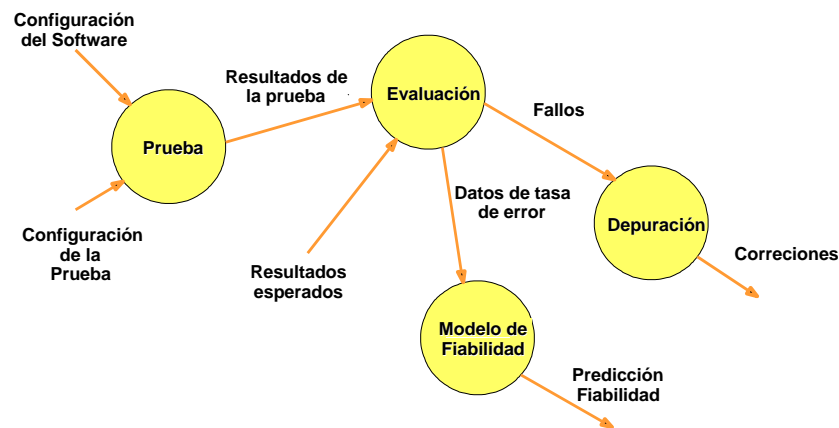 Configuración
del Software
Resultados de
la prueba
Evaluación
Fallos
Prueba
Datos de tasa
de error
Depuración
Configuración
de la
Prueba
Resultados
esperados
Correciones
Modelo de
Fiabilidad
Predicción
Fiabilidad